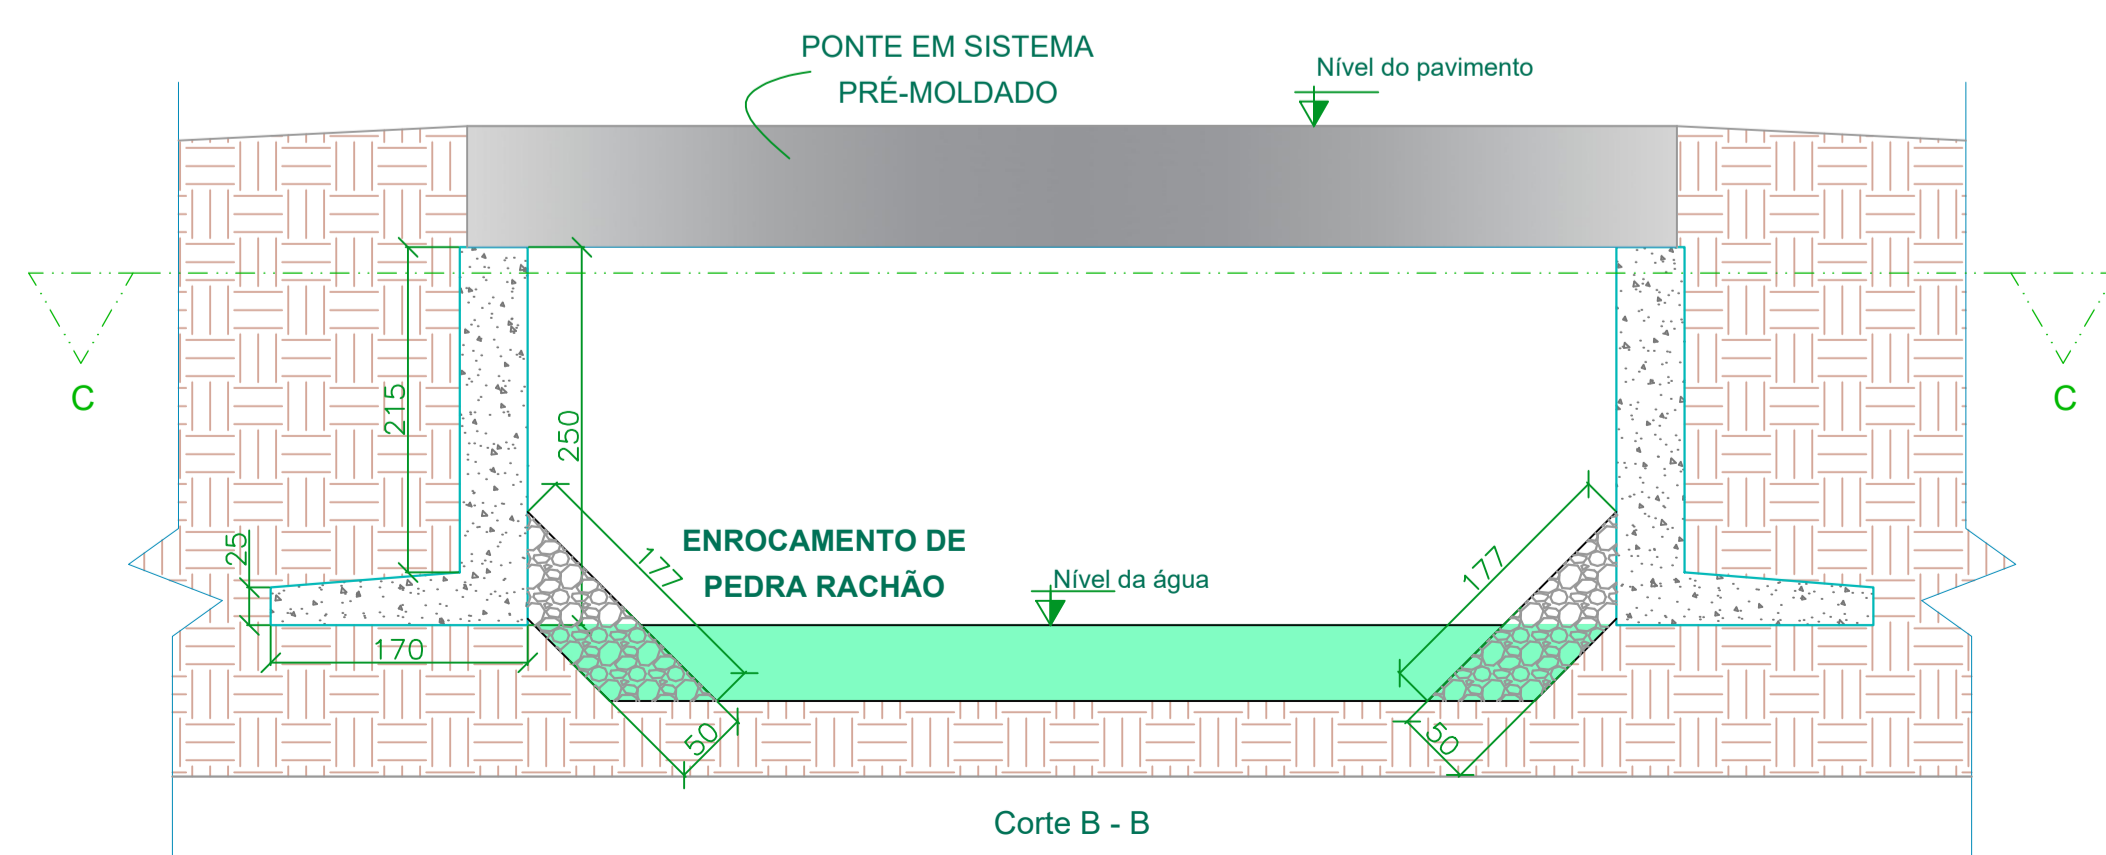 PONTE EM SISTEMA
PRÉ-MOLDADO
Nível do pavimento
C
C
215
250
25
177
ENROCAMENTO DE
PEDRA RACHÃO
Nível da água
177
170
50
50
Corte B - B